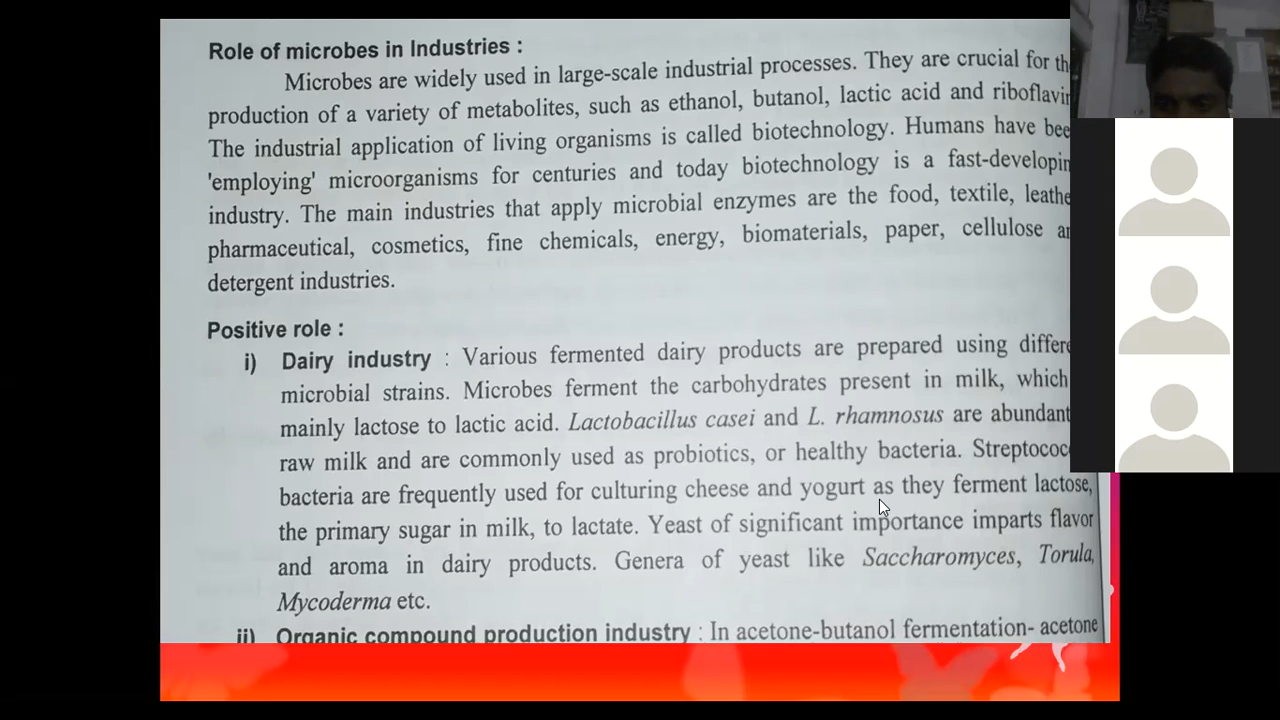 Role of microbes in Industries :
Microbes are widely used in large-scale industrial processes. They are crucial for
production of a variety of metabolites, such as ethanol, butanol, lactic acid and
The industrial application of living organisms is called biotechnology. Humans have
'employing' microorganisms for centuries and today biotechnology is a
industry. The main industries that apply microbial enzymes are the food, textile,
pharmaceutical, cosmetics, fine chemicals, energy, biomaterials, paper, cellulose
detergent industries.
Positive role :
i) Dairy industry : Various fermented dairy products are prepared using
microbial strains. Microbes ferment the carbohydrates present in milk, which
mainly lactose to lactic acid. Lactobacillus casei and L. rhamnosus are abundant
raw milk and are commonly used as probiotics, or healthy bacteria.
bacteria are frequently used for culturing cheese and yogurt as they ferment lactose,
the primary sugar in milk, to lactate. Yeast of significant importance imparts flavor
and aroma in dairy products. Genera of yeast like Saccharomyces, Torula,
Mycoderma etc.
ii) Organic compound production industry : In acetone-butanol fermentation- acetone